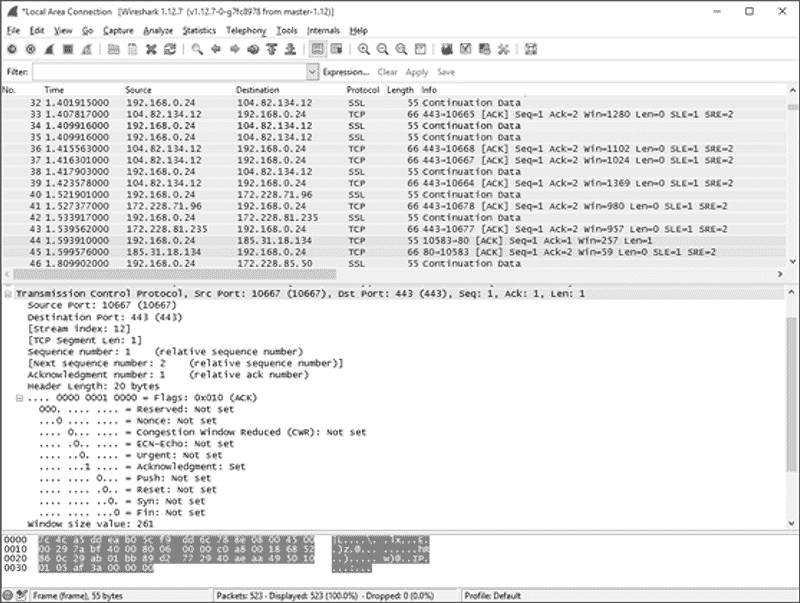 *Local Area Connection [Wireshark 1.12.7 (v1.12.7-0-g7fc8978 from master-1.12)]
File Edit View Go Capture Analyze Statistics Telephony Tools Internals Help
Filter: Expression... Clear Apply Save
No. Time Source Destination Protocol Length Info
32 1.401915000 192.168.0.24 104.82.134.12 SSL 55 Continuation Data
33 1.407817000 104.82.134.12 192.168.0.24 TCP 66 443→10665 [ACK] Seq=1 Ack=2 Win=1280 Len=0 SLE=1 SRE=2
34 1.409916000 192.168.0.24 104.82.134.12 SSL 55 Continuation Data
35 1.409916000 192.168.0.24 104.82.134.12 SSL 55 Continuation Data
36 1.415563000 104.82.134.12 192.168.0.24 TCP 66 443→10668 [ACK] Seq=1 Ack=2 Win=1102 Len=0 SLE=1 SRE=2
37 1.416301000 104.82.134.12 192.168.0.24 TCP 66 443→10667 [ACK] Seq=1 Ack=2 Win=1024 Len=0 SLE=1 SRE=2
38 1.417903000 192.168.0.24 104.82.134.12 SSL 55 Continuation Data
39 1.423578000 104.82.134.12 192.168.0.24 TCP 66 443→10664 [ACK] Seq=1 Ack=2 Win=1369 Len=0 SLE=1 SRE=2
40 1.521901000 192.168.0.24 172.228.71.96 SSL 55 Continuation Data
41 1.527377000 172.228.71.96 192.168.0.24 TCP 66 443→10678 [ACK] Seq=1 Ack=2 Win=980 Len=0 SLE=1 SRE=2
42 1.533917000 192.168.0.24 172.228.81.235 SSL 55 Continuation Data
43 1.539562000 172.228.81.235 192.168.0.24 TCP 66 443→10677 [ACK] Seq=1 Ack=2 Win=957 Len=0 SLE=1 SRE=2
44 1.593910000 192.168.0.24 185.31.18.134 TCP 55 10583→80 [ACK] Seq=1 Ack=1 Win=257 Len=1
45 1.599576000 185.31.18.134 192.168.0.24 TCP 66 80→10583 [ACK] Seq=1 Ack=2 Win=59 Len=0 SLE=1 SRE=2
46 1.809902000 192.168.0.24 172.228.85.50 SSL 55 Continuation Data
Transmission Control Protocol, Src Port: 10667 (10667), Dst Port: 443 (443), Seq: 1, Ack: 1, Len: 1
Source Port: 10667 (10667)
Destination Port: 443 (443)
[Stream index: 12]
[TCP Segment Len: 1]
Sequence number: 1 (relative sequence number)
[Next sequence number: 2 (relative sequence number)]
Acknowledgment number: 1 (relative ack number)
Header Length: 20 bytes
.... 0000 0001 0000 = Flags: 0x010 (ACK)
000. .... .... = Reserved: Not set
...0 .... .... = Nonce: Not set
.... 0... .... = Congestion Window Reduced (CWR): Not set
.... .0.. .... = ECN-Echo: Not set
.... ..0. .... = Urgent: Not set
.... ...1 .... = Acknowledgment: Set
.... .... 0... = Push: Not set
.... .... .0.. = Reset: Not set
.... .... ..0. = Syn: Not set
.... .... ...0 = Fin: Not set
Window size value: 261
0000 7c 4c a5 dd ea b0 5c f9 dd 6c 78 8e 08 00 45 00 |L....\. .lx...E.
0010 00 29 7a bf 40 00 80 06 00 00 c0 a8 00 18 68 52 .)z.@... ......hR
0020 86 0c 29 ab 01 bb 89 d2 77 29 40 ae aa 49 50 10 ..)..... w)@..IP.
0030 01 05 af 3a 00 00 00 ...:...
Frame (frame), 55 bytes Packets: 523 · Displayed: 523 (100.0%) · Dropped: 0 (0.0%) Profile: Default